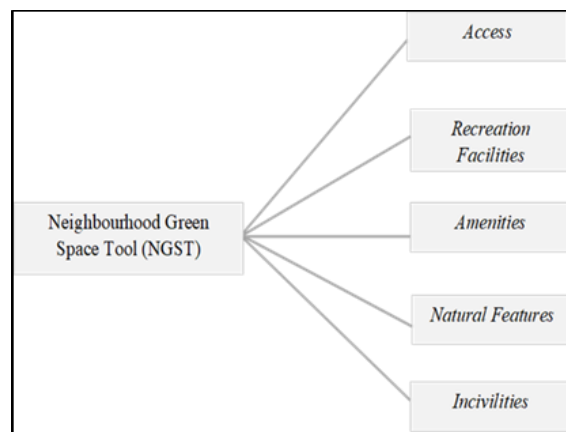 Access
Recreation
Facilities
Neighbourhood Green
Space Tool (NGST)
Amenities
Natural Features
Incivilities